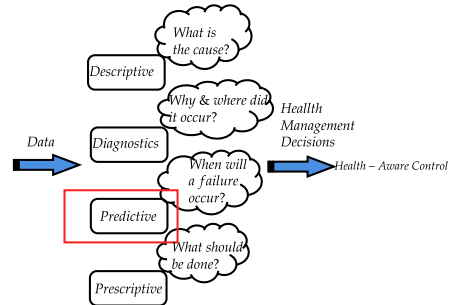 What is
the cause?
Descriptive
Why & where did
it occur?
Diagnostics
Heallth
Management
Decisions
Data
When will
a failure
occur?
Health – Aware Control
Predictive
What should
be done?
Prescriptive